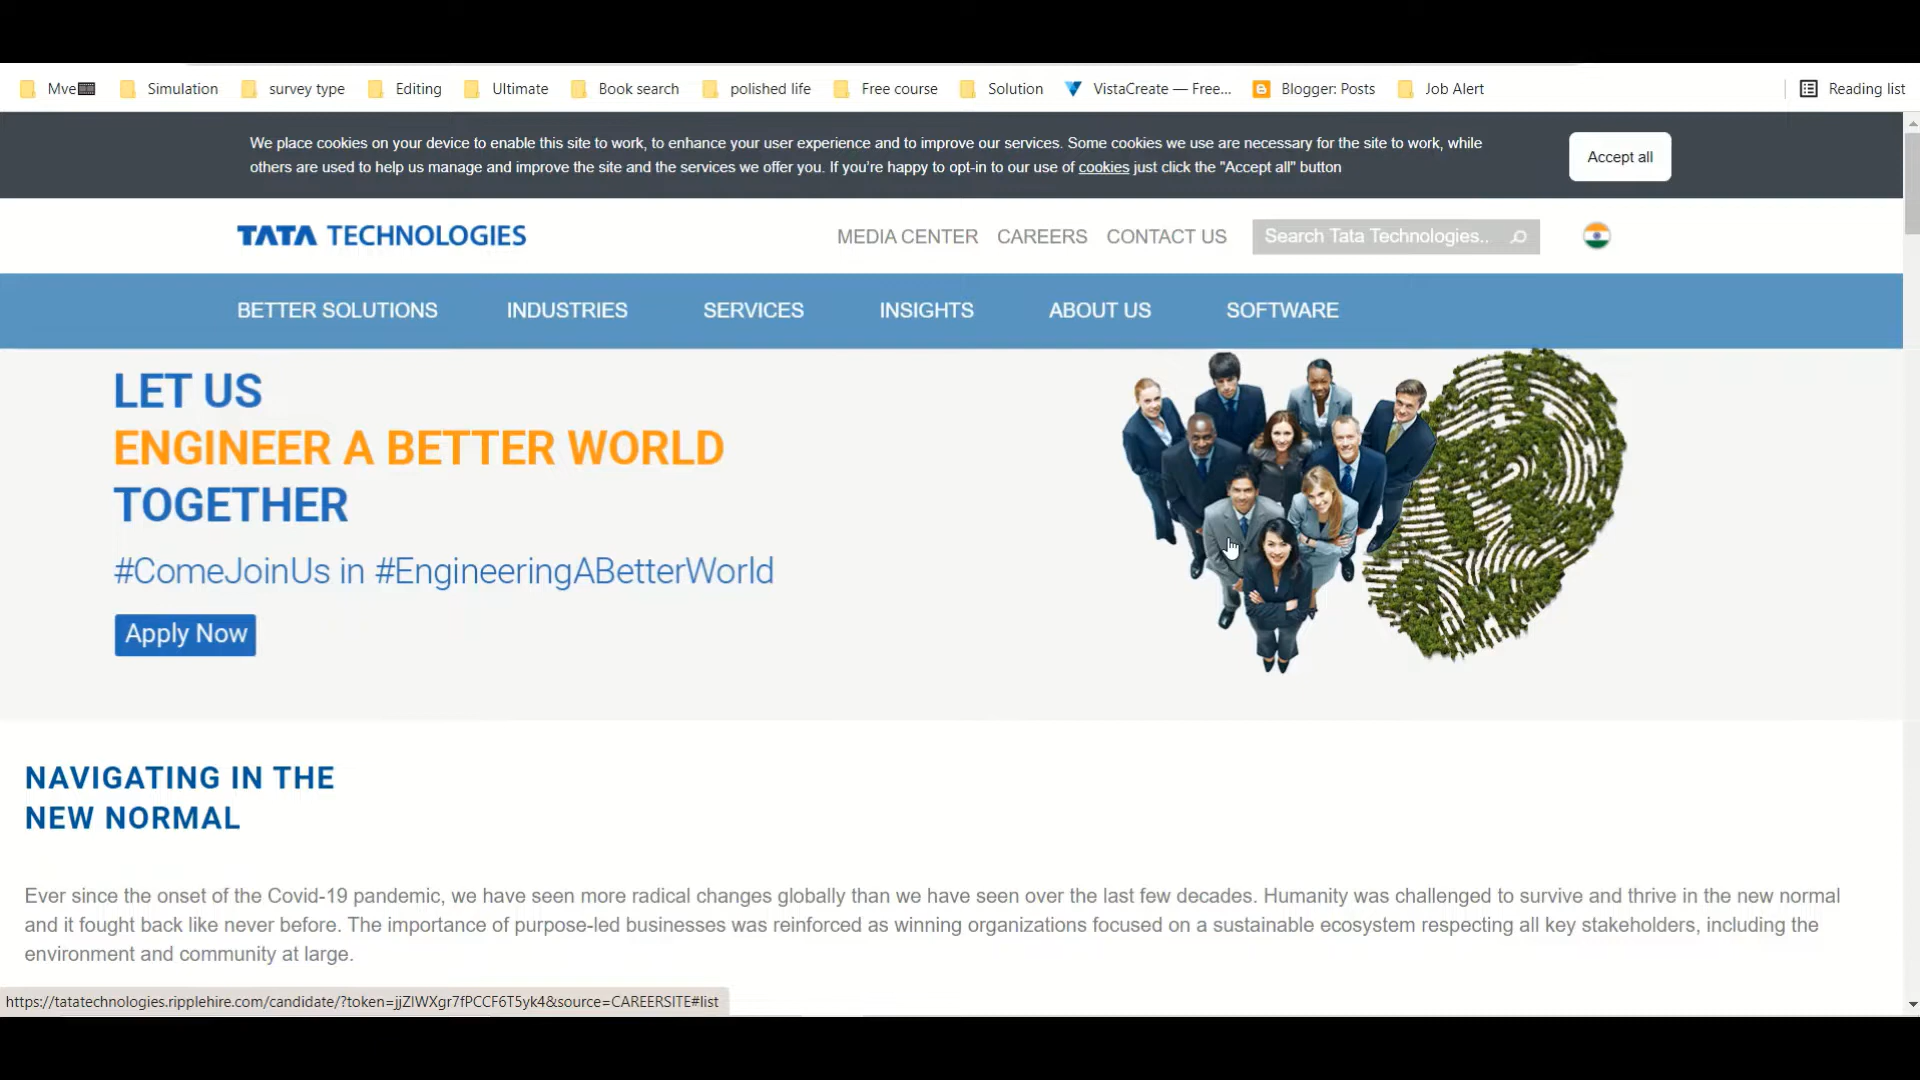 Mve
Simulation
survey type
Editing
Ultimate
Book search
polished life
Free course
Solution
VistaCreate — Free...
Blogger: Posts
Job Alert
Reading list
We place cookies on your device to enable this site to work, to enhance your user experience and to improve our services. Some cookies we use are necessary for the site to work, while
others are used to help us manage and improve the site and the services we offer you. If you're happy to opt-in to our use of cookies just click the "Accept all" button
Accept all
TATA TECHNOLOGIES
MEDIA CENTER
CAREERS
CONTACT US
Search Tata Technologies..
BETTER SOLUTIONS
INDUSTRIES
SERVICES
INSIGHTS
ABOUT US
SOFTWARE
LET US
ENGINEER A BETTER WORLD
TOGETHER
#ComeJoinUs in #EngineeringABetterWorld
Apply Now
NAVIGATING IN THE
NEW NORMAL
Ever since the onset of the Covid-19 pandemic, we have seen more radical changes globally than we have seen over the last few decades. Humanity was challenged to survive and thrive in the new normal
and it fought back like never before. The importance of purpose-led businesses was reinforced as winning organizations focused on a sustainable ecosystem respecting all key stakeholders, including the
environment and community at large.
https://tatatechnologies.ripplehire.com/candidate/?token=jjZIWXgr7fPCCF6T5yk4&source=CAREERSITE#list